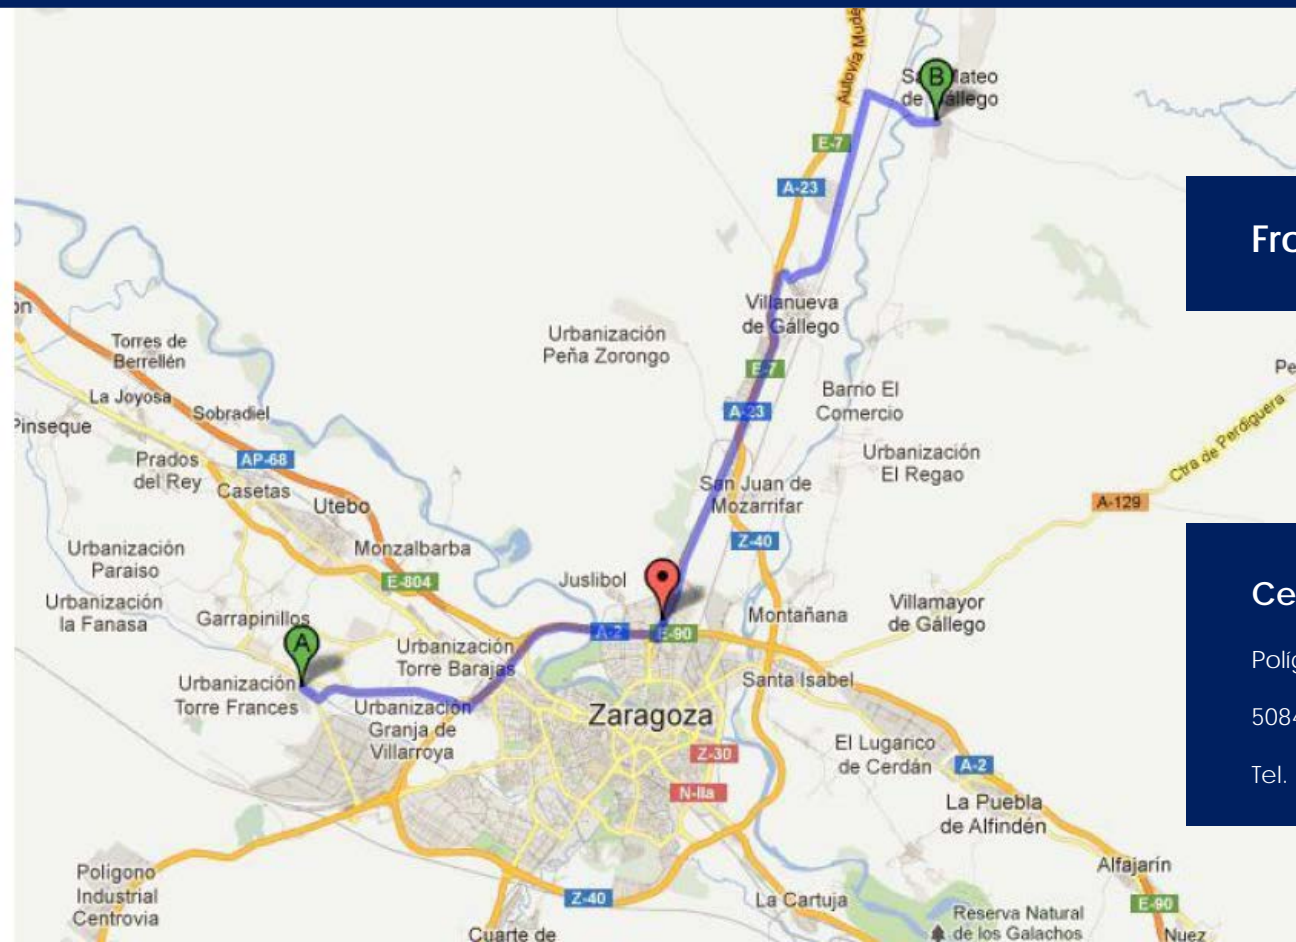 Autovía Mudé
San Mateo
de Gállego
B
E-7
A-23
Fro
Villanueva
de Gállego
Urbanización
Peña Zorongo
Torres de
Berrellén
E-7
Pe
La Joyosa
Sobradiel
A-23
Barrio El
Comercio
Ctra de Perdiguera
Pinseque
Prados
del Rey
AP-68
Casetas
Urbanización
El Regao
San Juan de
Mozarrifar
A-129
Utebo
Z-40
Urbanización
Paraiso
Monzalbarba
E-804
Juslibol
Ce
Urbanización
la Fanasa
Garrapinillos
A-2
E-90
Montañana
Villamayor
de Gállego
A
Urbanización
Torre Barajas
Políg
Urbanización
Torre Frances
Santa Isabel
Urbanización
Granja de
Villarroya
Zaragoza
5084
Z-30
El Lugarico
de Cerdán
A-2
Tel.
N-IIa
La Puebla
de Alfindén
Alfajarín
Polígono
Industrial
Centrovia
Z-40
La Cartuja
E-90
Reserva Natural
de los Galachos
Cuarte de
Nuez